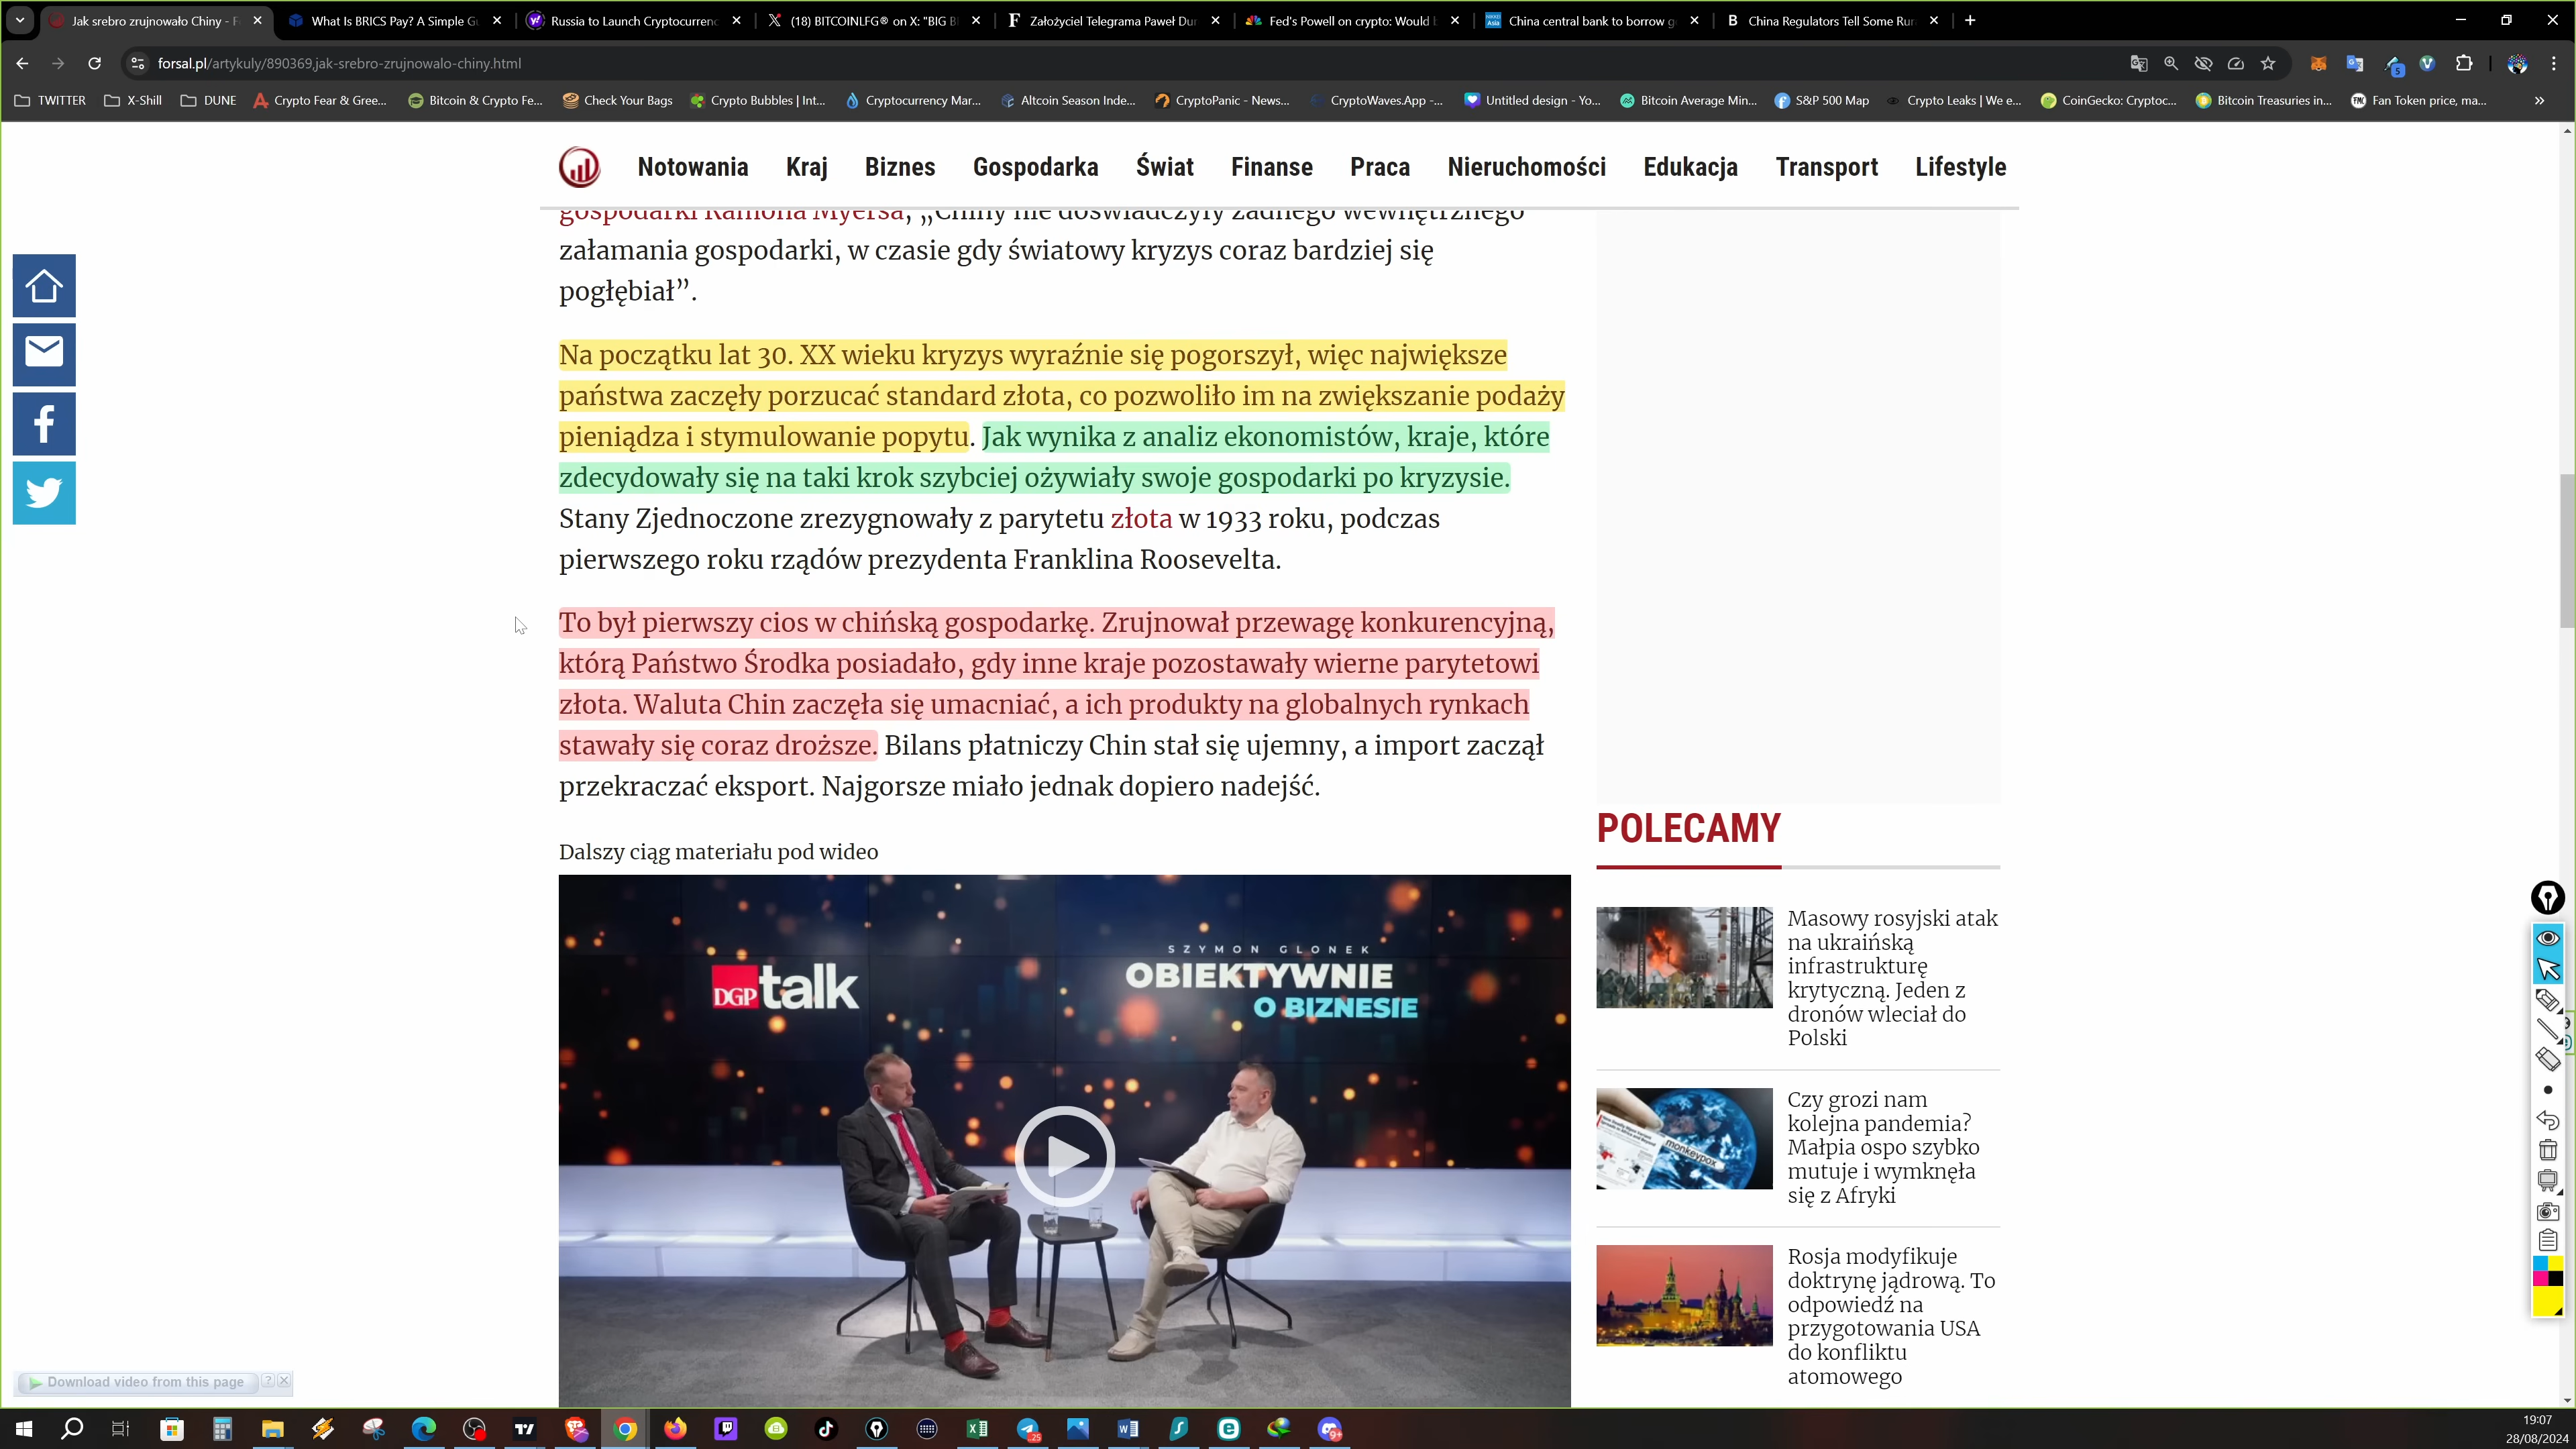 Jak srebro zrujnowało Chiny - F
What Is BRICS Pay? A Simple Gu
Russia to Launch Cryptocurrenc
(18) BITCOINLFG® on X: "BIG B
Założyciel Telegrama Paweł Dur
Fed's Powell on crypto: Would b
China central bank to borrow g
China Regulators Tell Some Rur
forsal.pl/artykuly/890369,jak-srebro-zrujnowalo-chiny.html
TWITTER
X-Shill
DUNE
Crypto Fear & Gree...
Bitcoin & Crypto Fe...
Check Your Bags
Crypto Bubbles | Int...
Cryptocurrency Mar...
Altcoin Season Inde...
CryptoPanic - News...
CryptoWaves.App -...
Untitled design - Yo...
Bitcoin Average Min...
S&P 500 Map
Crypto Leaks | We e...
CoinGecko: Cryptoc...
Bitcoin Treasuries in...
Fan Token price, ma...
Notowania Kraj Biznes Gospodarka Świat Finanse Praca Nieruchomości Edukacja Transport Lifestyle
gospodarki Ramona Myersa, „Chiny nie doświadczyły żadnego wewnętrznego
załamania gospodarki, w czasie gdy światowy kryzys coraz bardziej się
pogłębiał”.
Na początku lat 30. XX wieku kryzys wyraźnie się pogorszył, więc największe
państwa zaczęły porzucać standard złota, co pozwoliło im na zwiększanie podaży
pieniądza i stymulowanie popytu. Jak wynika z analiz ekonomistów, kraje, które
zdecydowały się na taki krok szybciej ożywiały swoje gospodarki po kryzysie.
Stany Zjednoczone zrezygnowały z parytetu złota w 1933 roku, podczas
pierwszego roku rządów prezydenta Franklina Roosevelta.
To był pierwszy cios w chińską gospodarkę. Zrujnował przewagę konkurencyjną,
którą Państwo Środka posiadało, gdy inne kraje pozostawały wierne parytetowi
złota. Waluta Chin zaczęła się umacniać, a ich produkty na globalnych rynkach
stawały się coraz droższe. Bilans płatniczy Chin stał się ujemny, a import zaczął
przekraczać eksport. Najgorsze miało jednak dopiero nadejść.
Dalszy ciąg materiału pod wideo
DGP talk
SZYMON GLONEK
OBIEKTYWNIE
O BIZNESIE
POLECAMY
Masowy rosyjski atak
na ukraińską
infrastrukturę
krytyczną. Jeden z
dronów wleciał do
Polski
monkeypox
Czy grozi nam
kolejna pandemia?
Małpia ospo szybko
mutuje i wymknęła
się z Afryki
Rosja modyfikuje
doktrynę jądrową. To
odpowiedź na
przygotowania USA
do konfliktu
atomowego
Download video from this page
19:07
28/08/2024